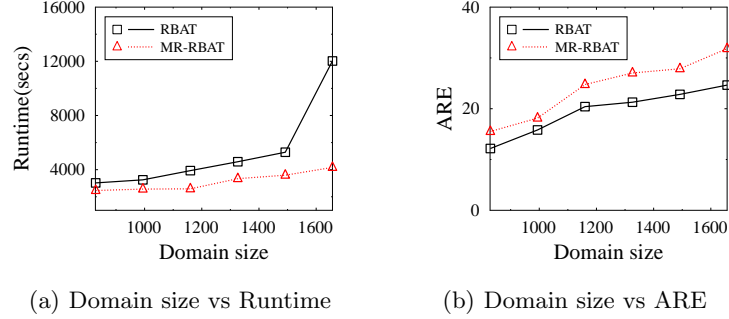 RBAT
MR-RBAT
16000
12000
8000
4000
Runtime(secs)
1000 1200 1400 1600
Domain size
(a) Domain size vs Runtime
RBAT
MR-RBAT
40
20
0
ARE
1000 1200 1400 1600
Domain size
(b) Domain size vs ARE